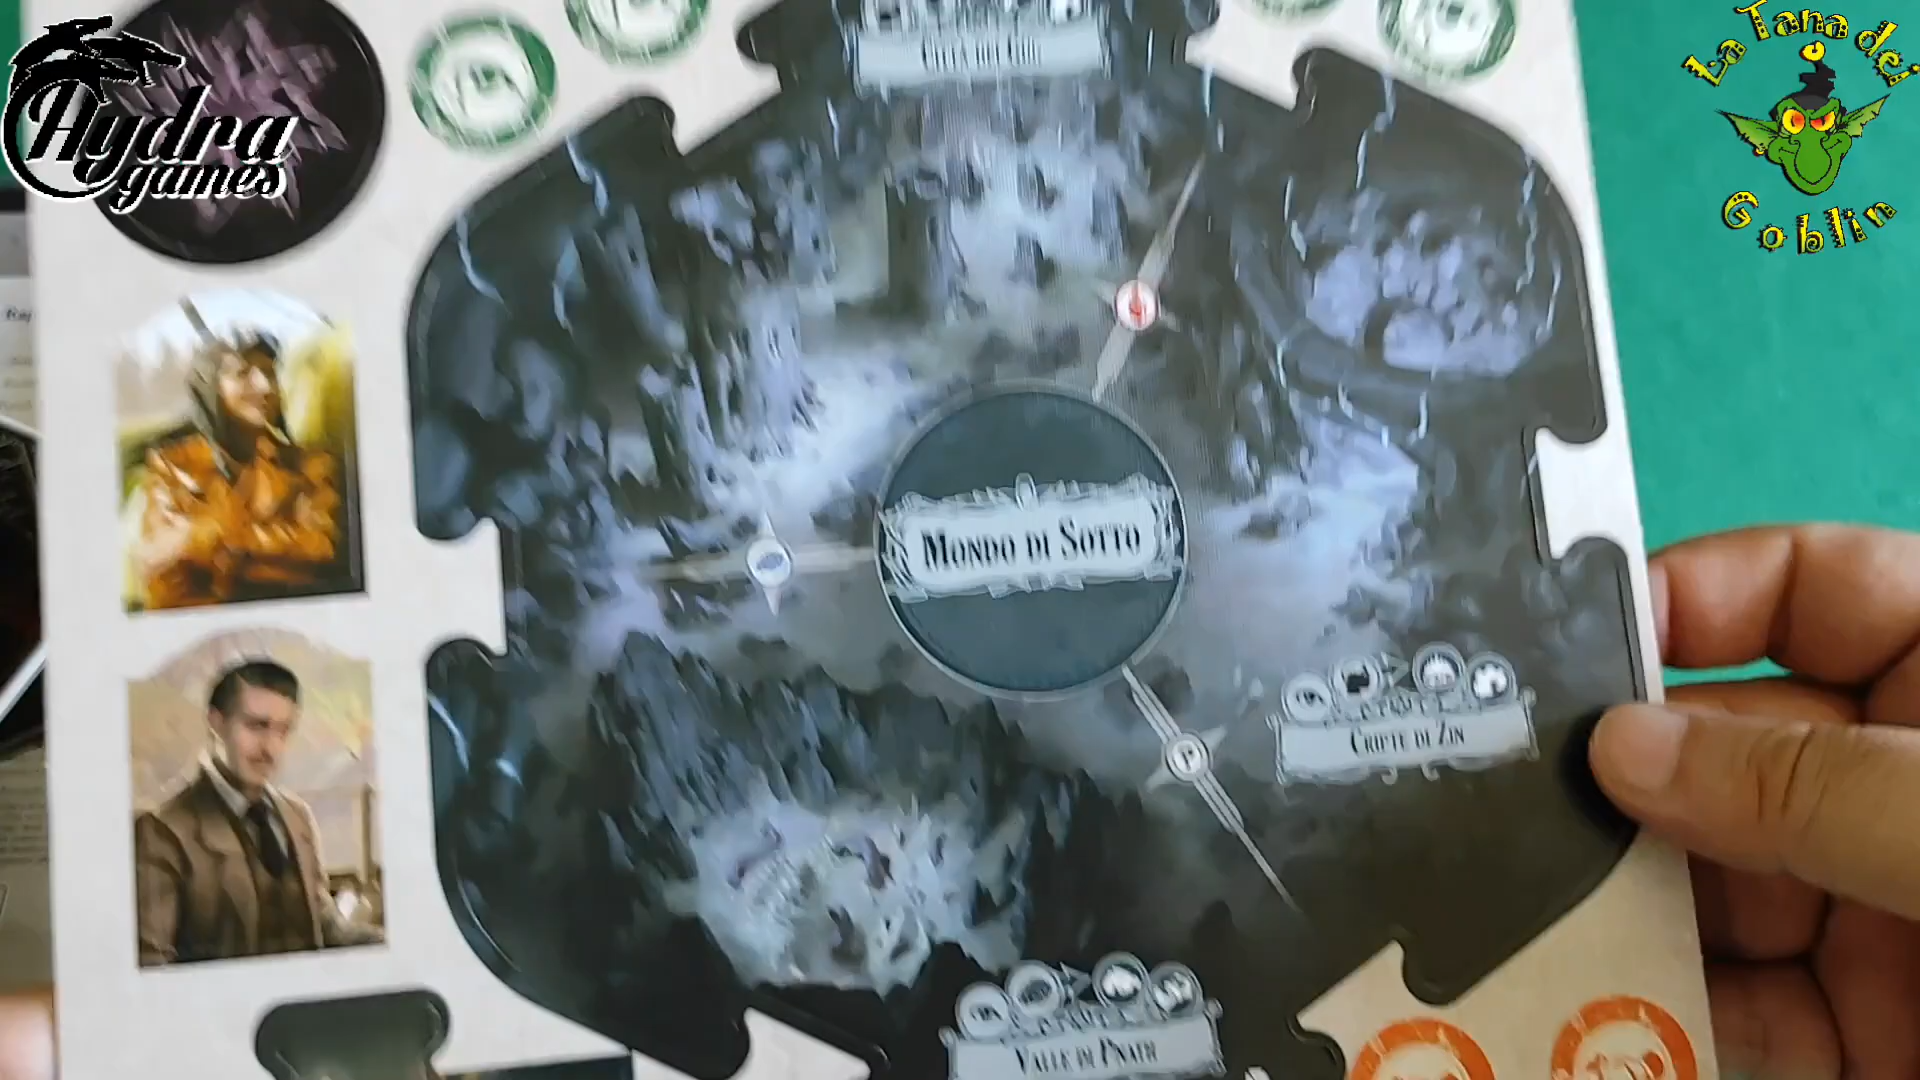 Hydra
games
La Tana dei
Goblin
MONDO DI SOTTO
CRIPTE DI ZIN
VALLE DI PNATH